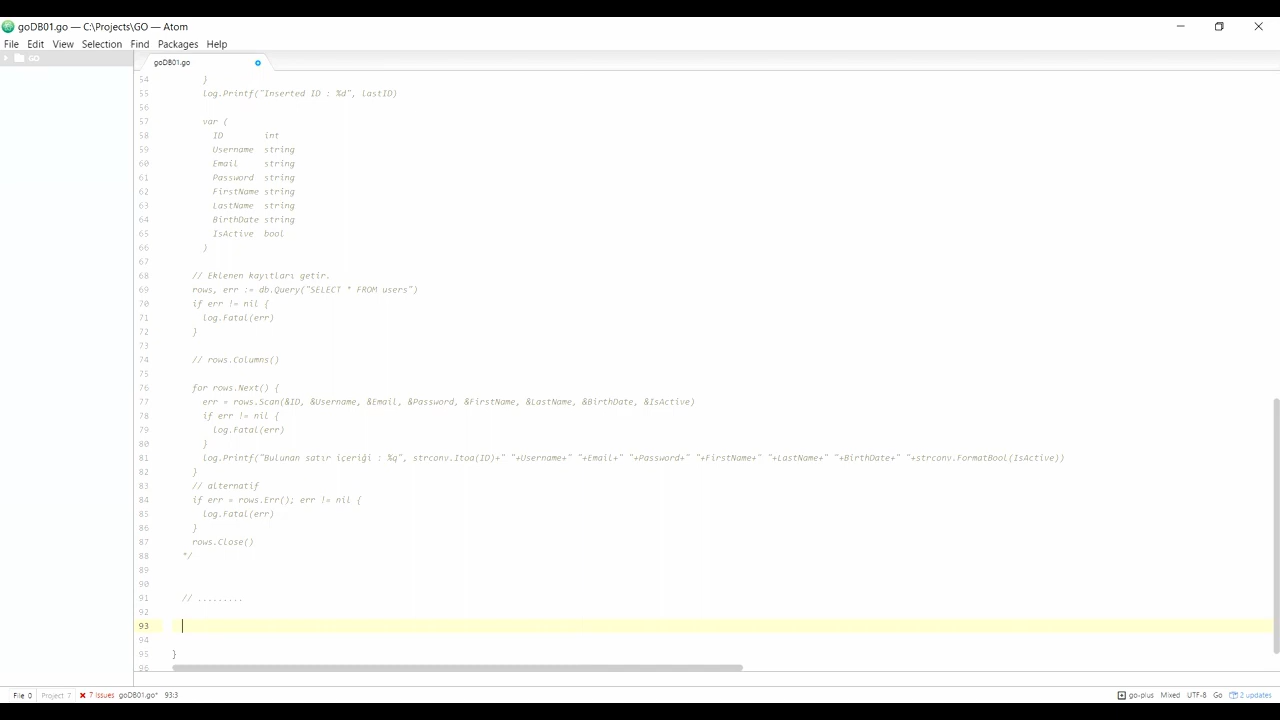 goDB01.go — C:\Projects\GO — Atom
File Edit View Selection Find Packages Help
GO
goDB01.go
54 }
55 log.Printf("Inserted ID : %d", lastID)
56
57 var (
58 ID int
59 Username string
60 Email string
61 Password string
62 FirstName string
63 LastName string
64 BirthDate string
65 IsActive bool
66 )
67
68 // Eklenen kayıtları getir.
69 rows, err := db.Query("SELECT * FROM users")
70 if err != nil {
71 log.Fatal(err)
72 }
73
74 // rows.Columns()
75
76 for rows.Next() {
77 err = rows.Scan(&ID, &Username, &Email, &Password, &FirstName, &LastName, &BirthDate, &IsActive)
78 if err != nil {
79 log.Fatal(err)
80 }
81 log.Printf("Bulunan satır içeriği : %q", strconv.Itoa(ID)+" "+Username+" "+Email+" "+Password+" "+FirstName+" "+LastName+" "+BirthDate+" "+strconv.FormatBool(IsActive))
82 }
83 // alternatif
84 if err = rows.Err(); err != nil {
85 log.Fatal(err)
86 }
87 rows.Close()
88 */
89
90
91 // .........
92
93
94
95 }
96
File 0 Project 7 7 Issues goDB01.go* 93:3 go-plus Mixed UTF-8 Go 2 updates